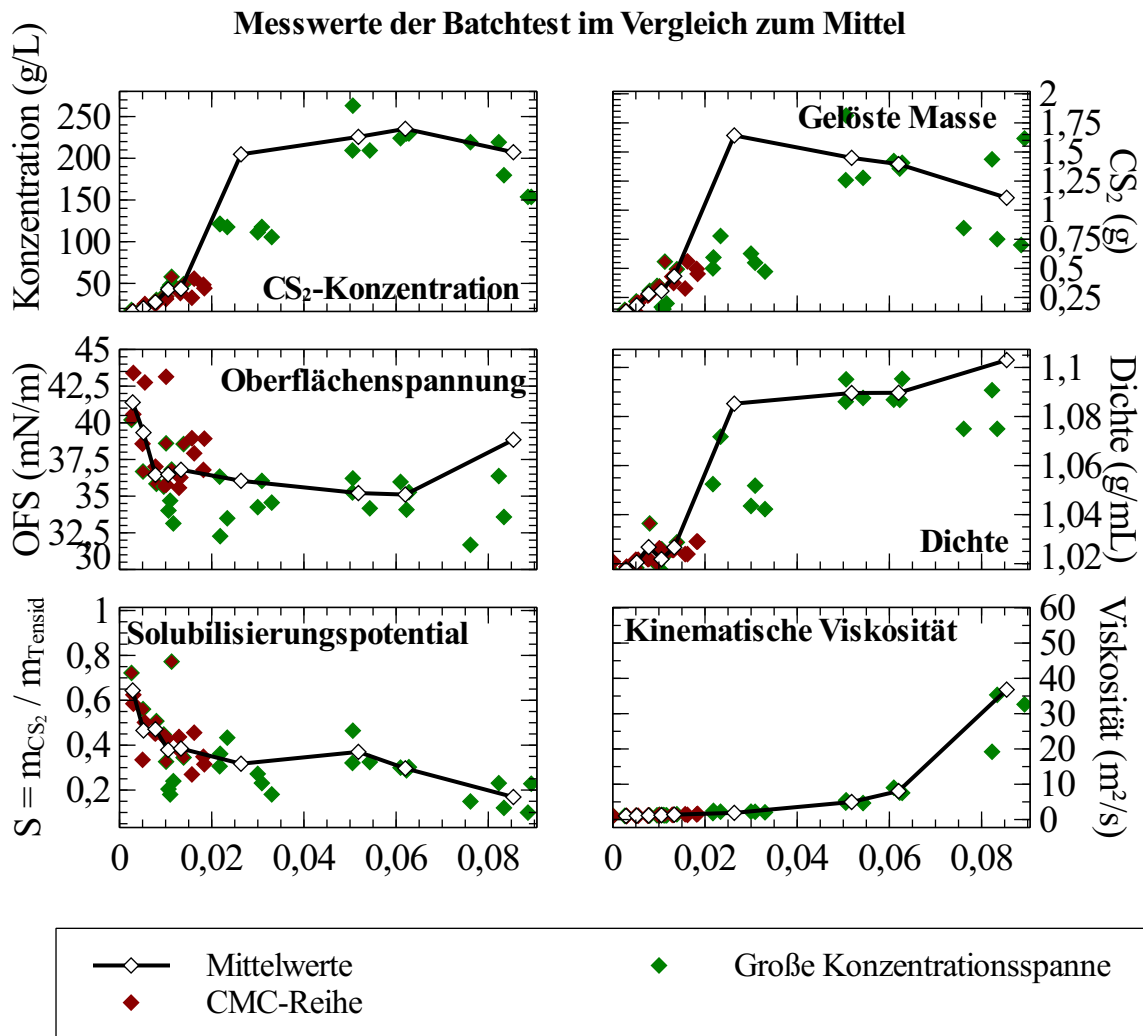 Messwerte der Batchtest im Vergleich zum Mittel
Konzentration (g/L)
250
200
150
100
50
CS₂-Konzentration
Gelöste Masse
2
1,75
1,5
1,25
1
0,75
0,5
0,25
CS₂ (g)
OFS (mN/m)
45
42,5
40
37,5
35
32,5
30
Oberflächenspannung
Dichte
1,1
1,08
1,06
1,04
1,02
Dichte (g/mL)
S = m_CS₂ / m_Tensid
1
0,8
0,6
0,4
0,2
Solubilisierungspotential
0 0,02 0,04 0,06 0,08
Kinematische Viskosität
60
50
40
30
20
10
0
Viskosität (m²/s)
0 0,02 0,04 0,06 0,08
Mittelwerte
CMC-Reihe
Große Konzentrationsspanne